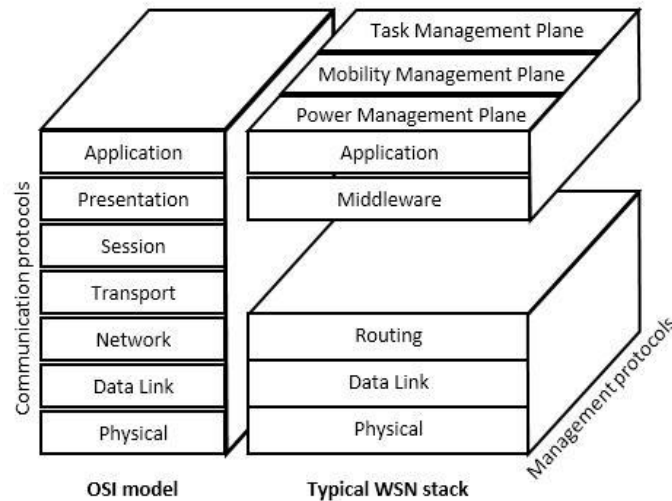 Task Management Plane
Mobility Management Plane
Power Management Plane
Communication protocols
Application
Presentation
Session
Transport
Network
Data Link
Physical
OSI model
Application
Middleware
Routing
Data Link
Physical
Typical WSN stack
Management protocols